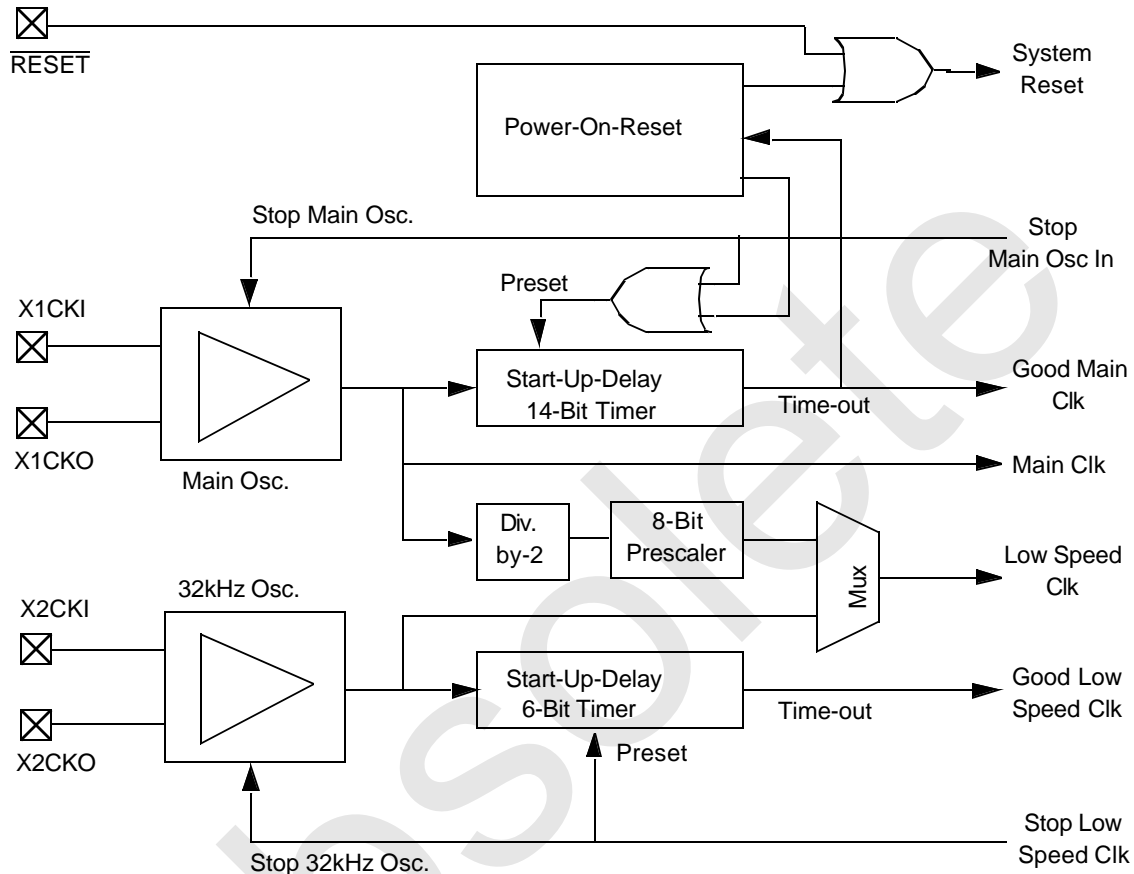 RESET
System
Reset
Power-On-Reset
Stop Main Osc.
Stop
Main Osc In
Preset
X1CKI
X1CKO
Main Osc.
Start-Up-Delay
14-Bit Timer
Time-out
Good Main
Clk
Main Clk
Div.
by-2
8-Bit
Prescaler
Mux
Low Speed
Clk
32kHz Osc.
X2CKI
X2CKO
Start-Up-Delay
6-Bit Timer
Time-out
Good Low
Speed Clk
Preset
Stop 32kHz Osc.
Stop Low
Speed Clk
bsolete